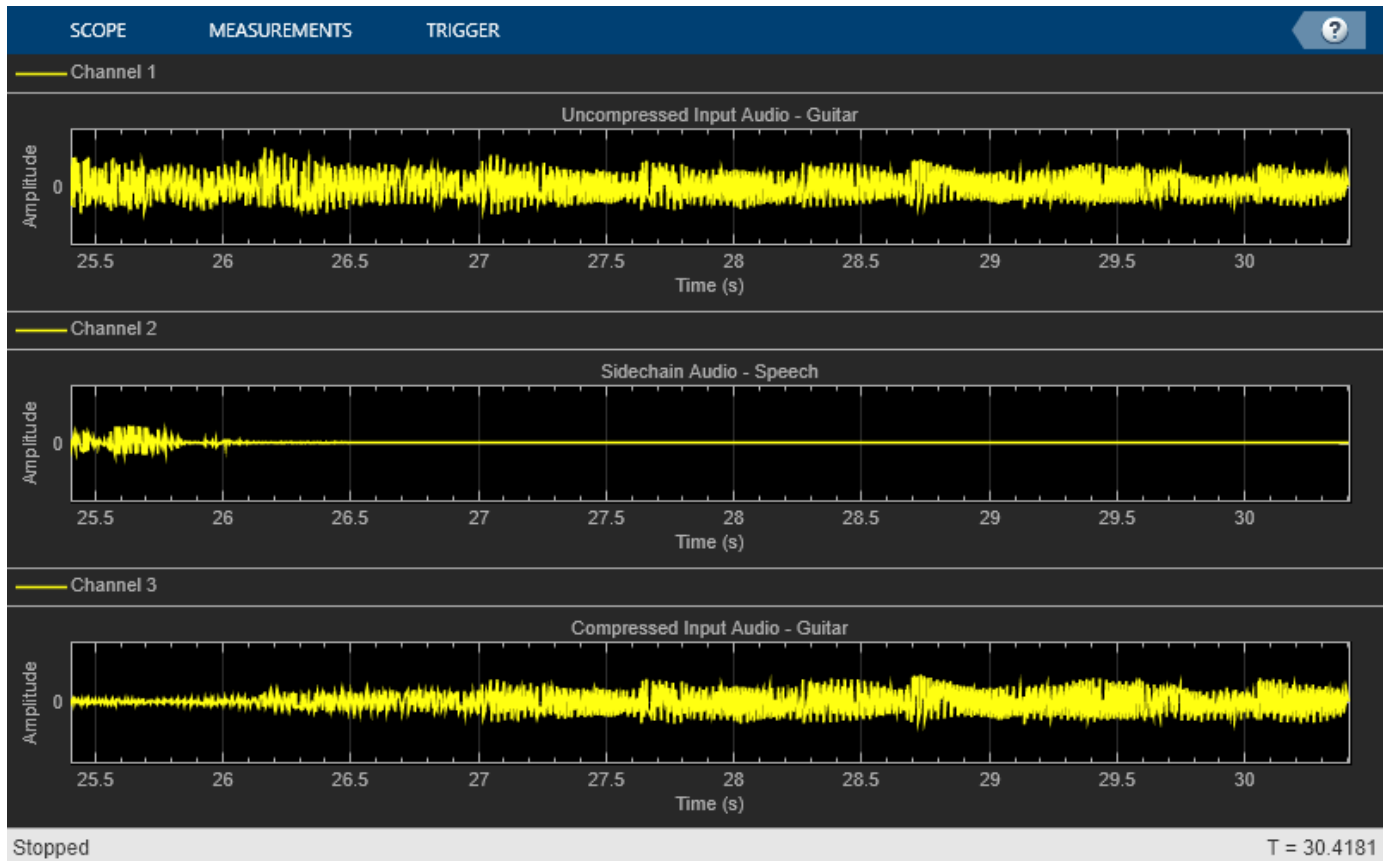 SCOPE MEASUREMENTS TRIGGER ?
Channel 1
Uncompressed Input Audio - Guitar
Amplitude
0
25.5 26 26.5 27 27.5 28 28.5 29 29.5 30
Time (s)
Channel 2
Sidechain Audio - Speech
Amplitude
0
25.5 26 26.5 27 27.5 28 28.5 29 29.5 30
Time (s)
Channel 3
Compressed Input Audio - Guitar
Amplitude
0
25.5 26 26.5 27 27.5 28 28.5 29 29.5 30
Time (s)
Stopped T = 30.4181